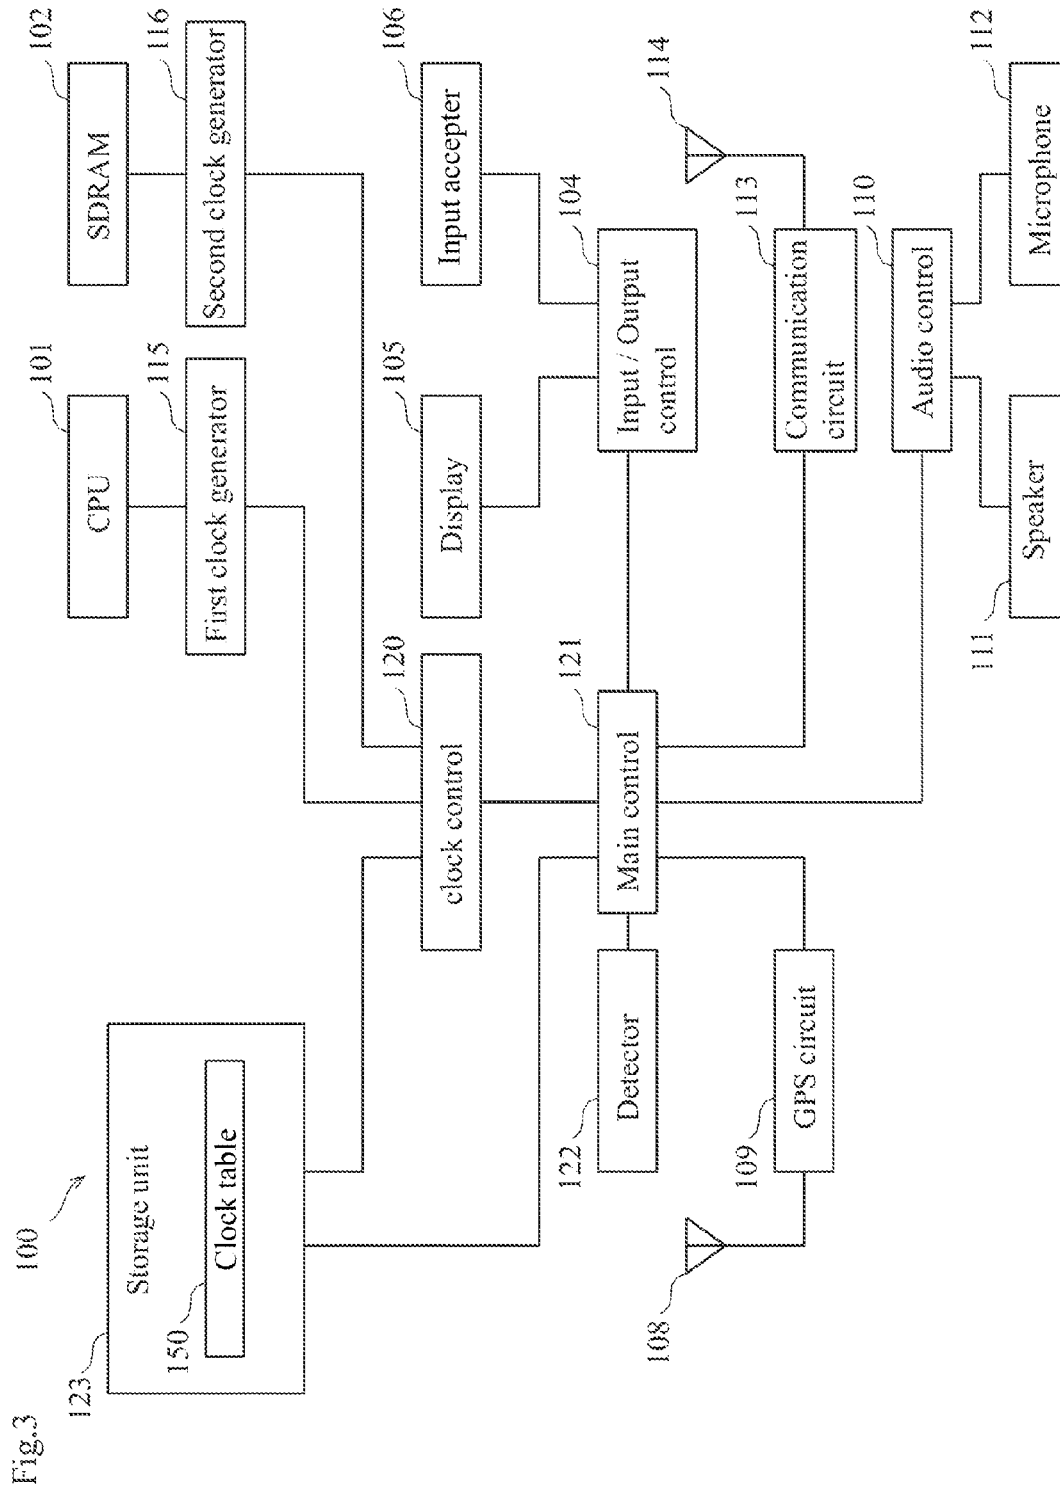 Fig.3
100
123
Storage unit
150
Clock table
101
CPU
102
SDRAM
115
First clock generator
116
Second clock generator
120
clock control
105
Display
106
Input accepter
122
Detector
121
Main control
104
Input / Output
control
108
114
109
GPS circuit
113
Communication
circuit
110
Audio control
111
Speaker
112
Microphone